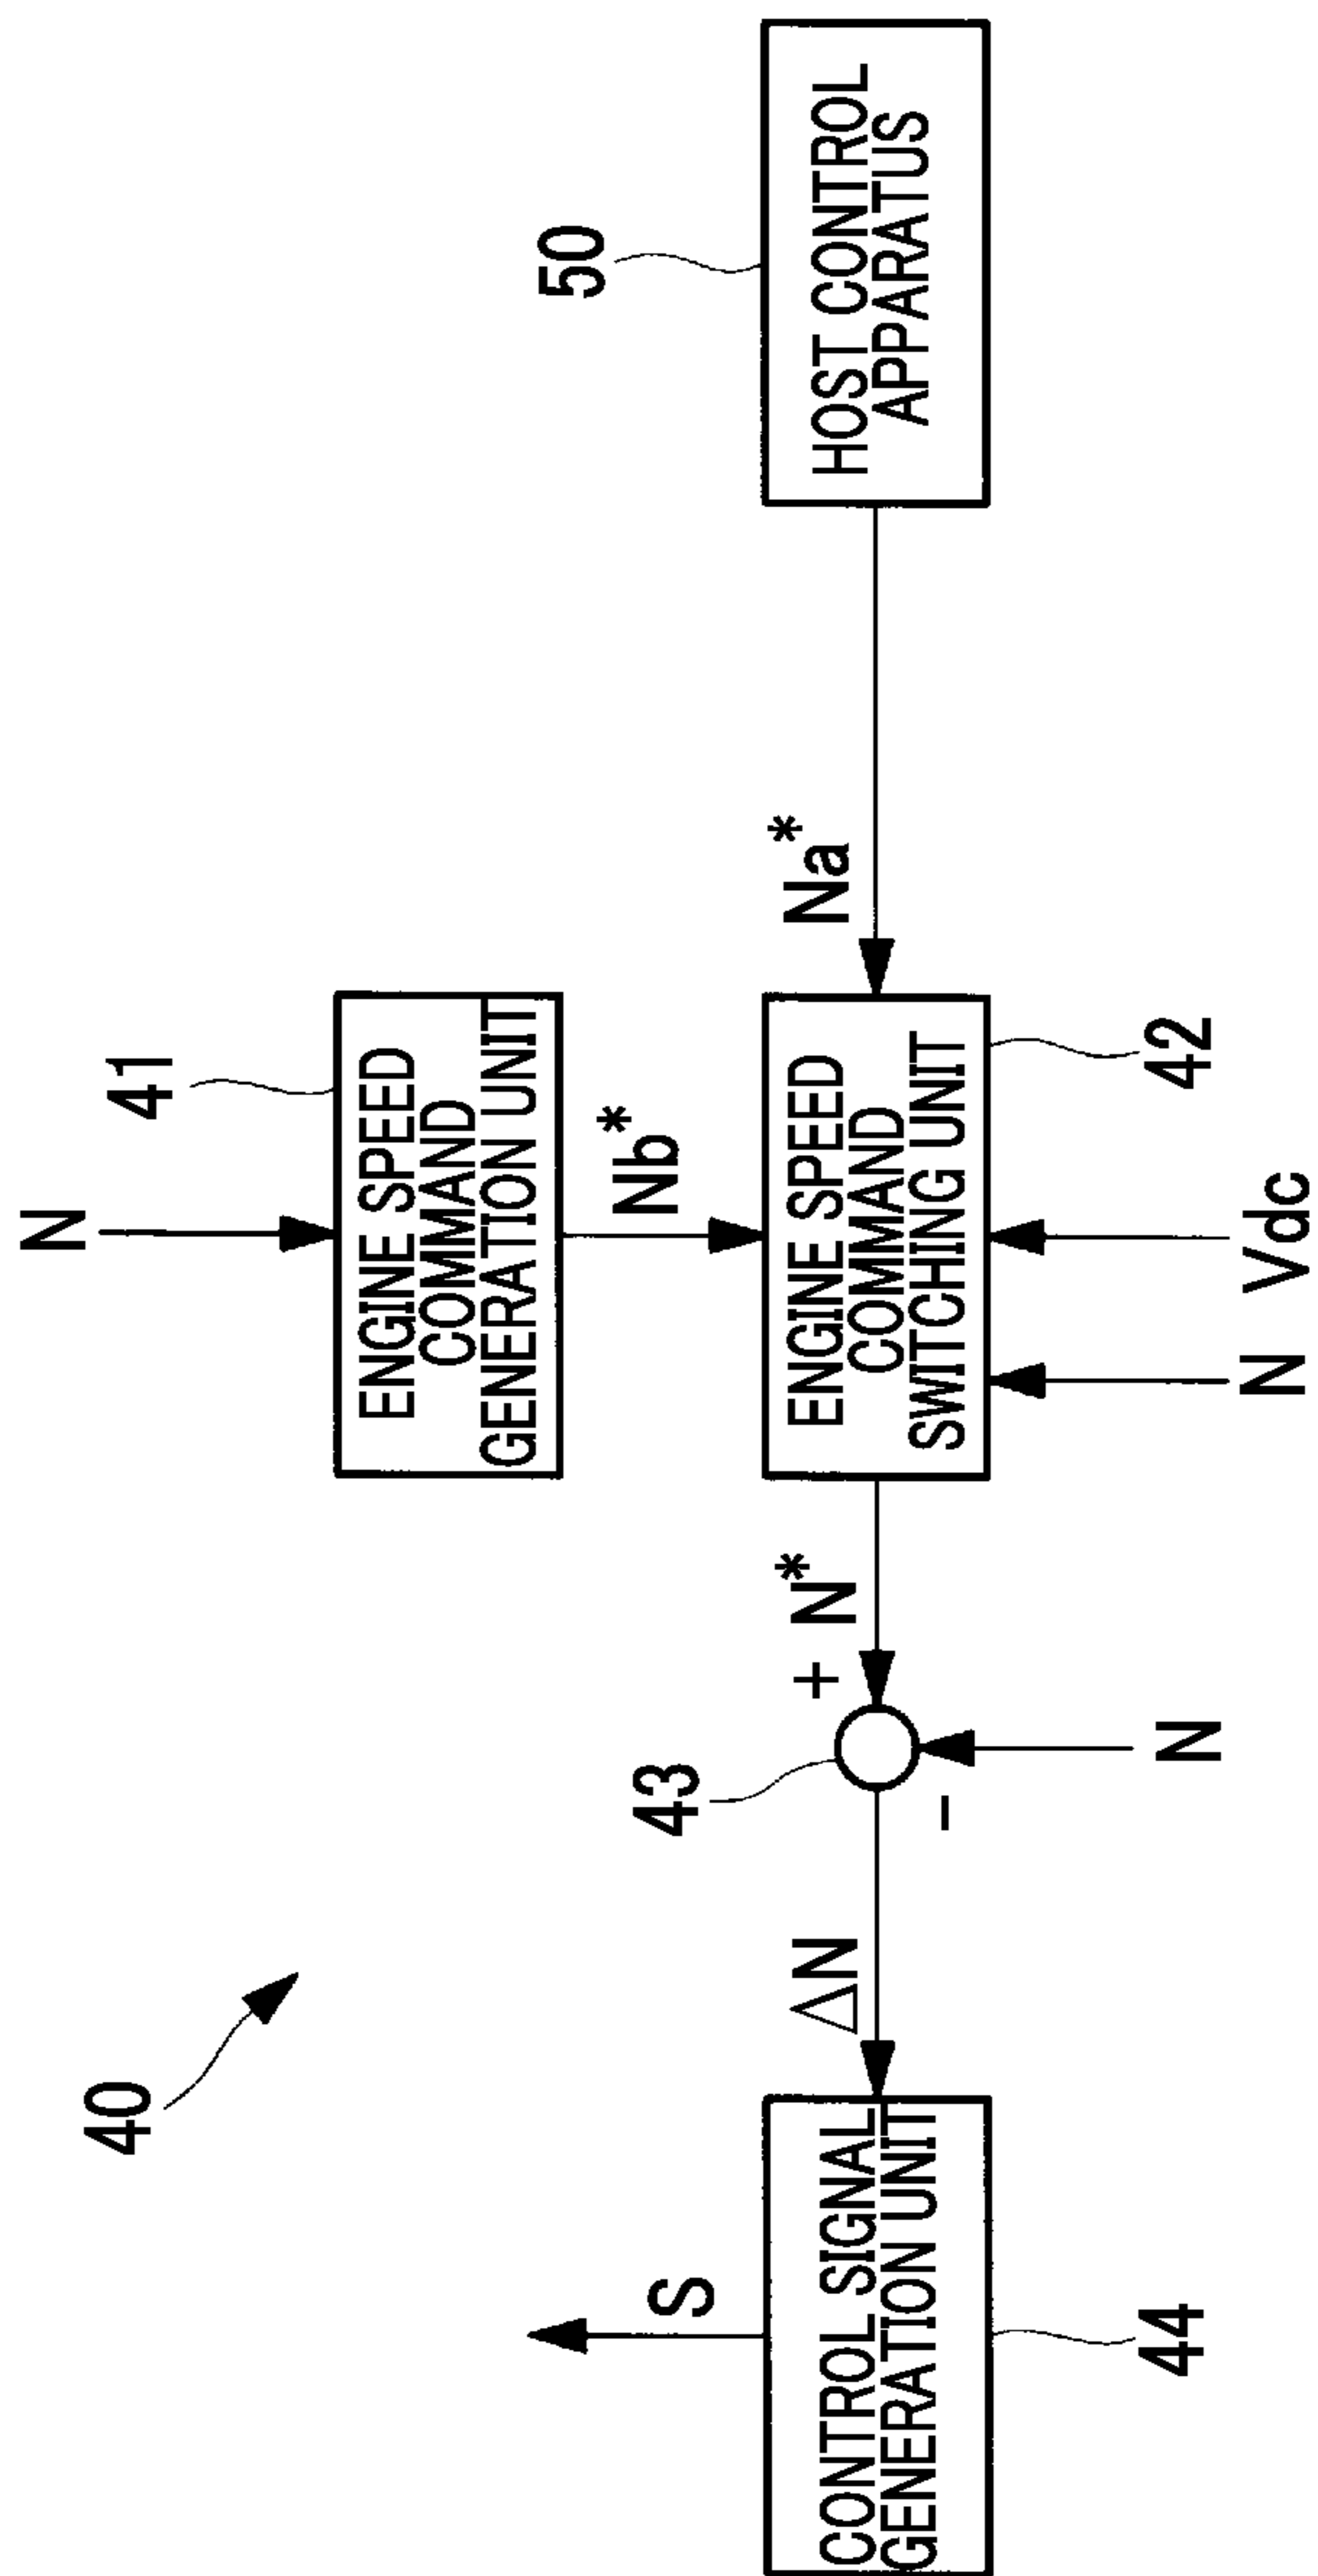 40
S
CONTROL SIGNAL
GENERATION UNIT
44
△N
43
+
N*
−
N
N
41
ENGINE SPEED
COMMAND
GENERATION UNIT
Nb*
ENGINE SPEED
COMMAND
SWITCHING UNIT
42
N
Vdc
Na*
50
HOST CONTROL
APPARATUS